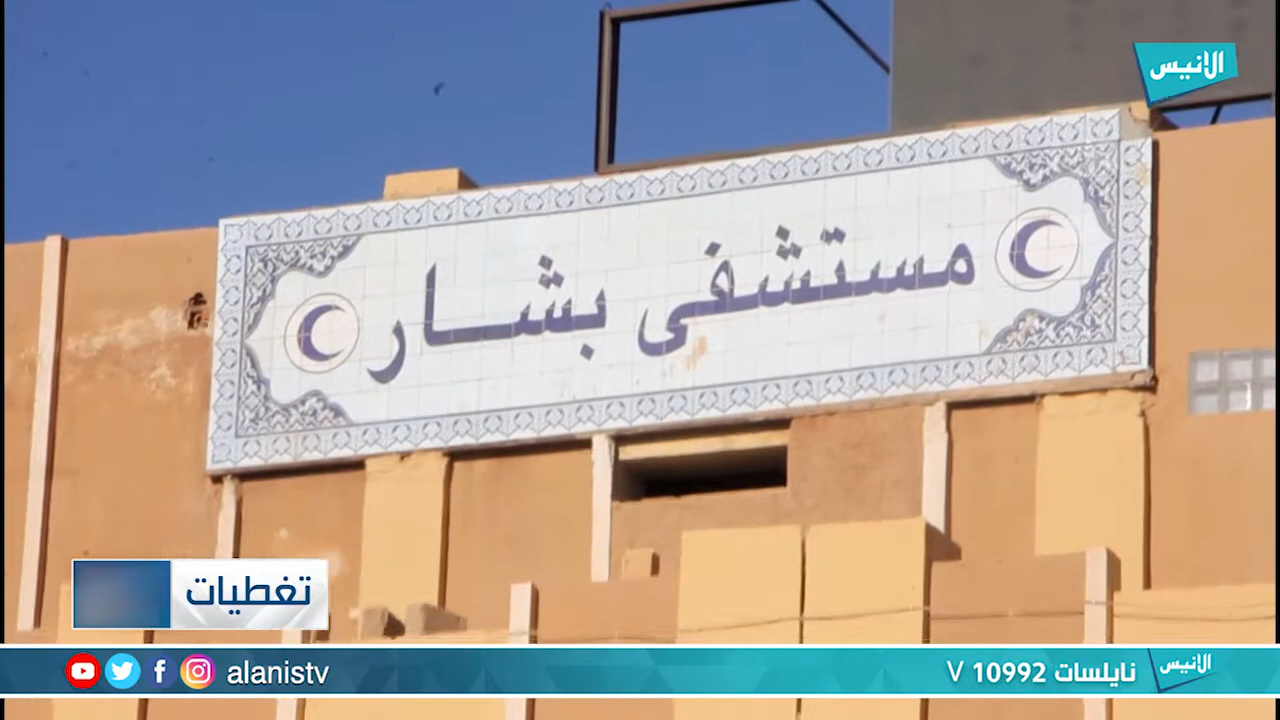 الانيس
مستشفى بشار
تغطيات
alanistv
نايلسات 10992 V
الانيس